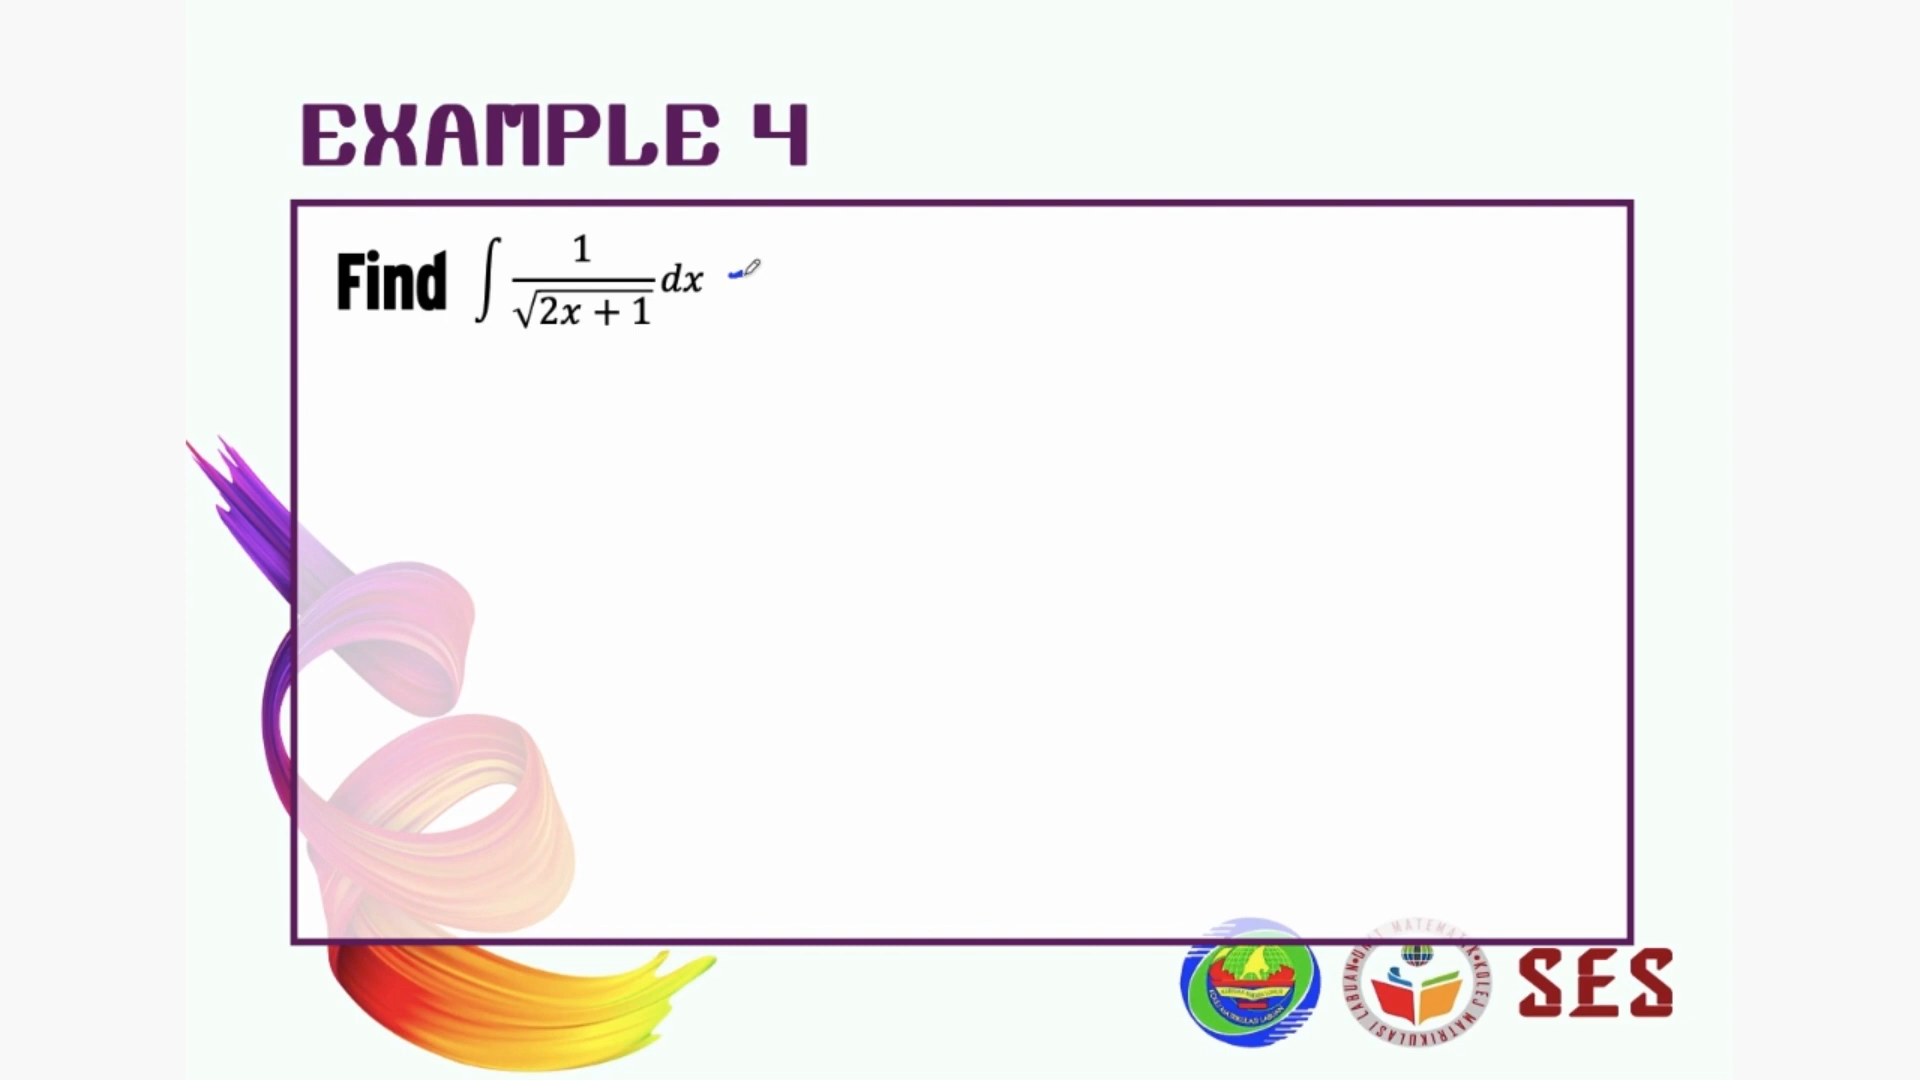 EXAMPLE 4
Find ∫ 1/√(2x + 1) dx
SES